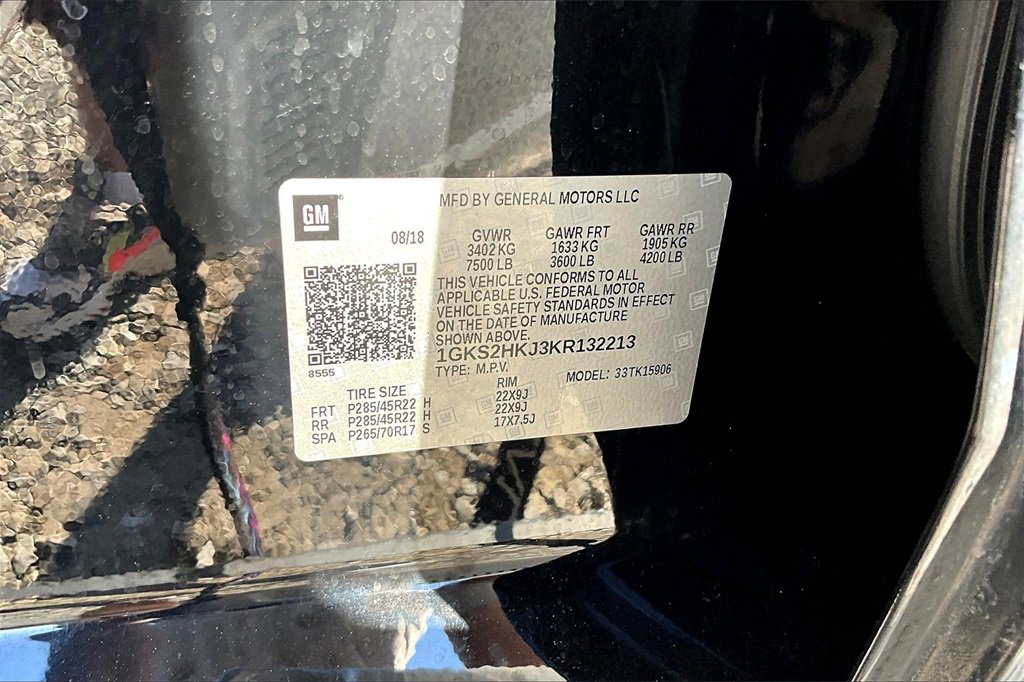 GM
MFD BY GENERAL MOTORS LLC
08/18
GVWR GAWR FRT GAWR RR
3402 KG 1633 KG 1905 KG
7500 LB 3600 LB 4200 LB
THIS VEHICLE CONFORMS TO ALL
APPLICABLE U.S. FEDERAL MOTOR
VEHICLE SAFETY STANDARDS IN EFFECT
ON THE DATE OF MANUFACTURE
SHOWN ABOVE.
1GKS2HKJ3KR132213
8555
TYPE: M.P.V. MODEL: 33TK15906
TIRE SIZE RIM
FRT P285/45R22 H 22X9J
RR P285/45R22 H 22X9J
SPA P265/70R17 S 17X7.5J